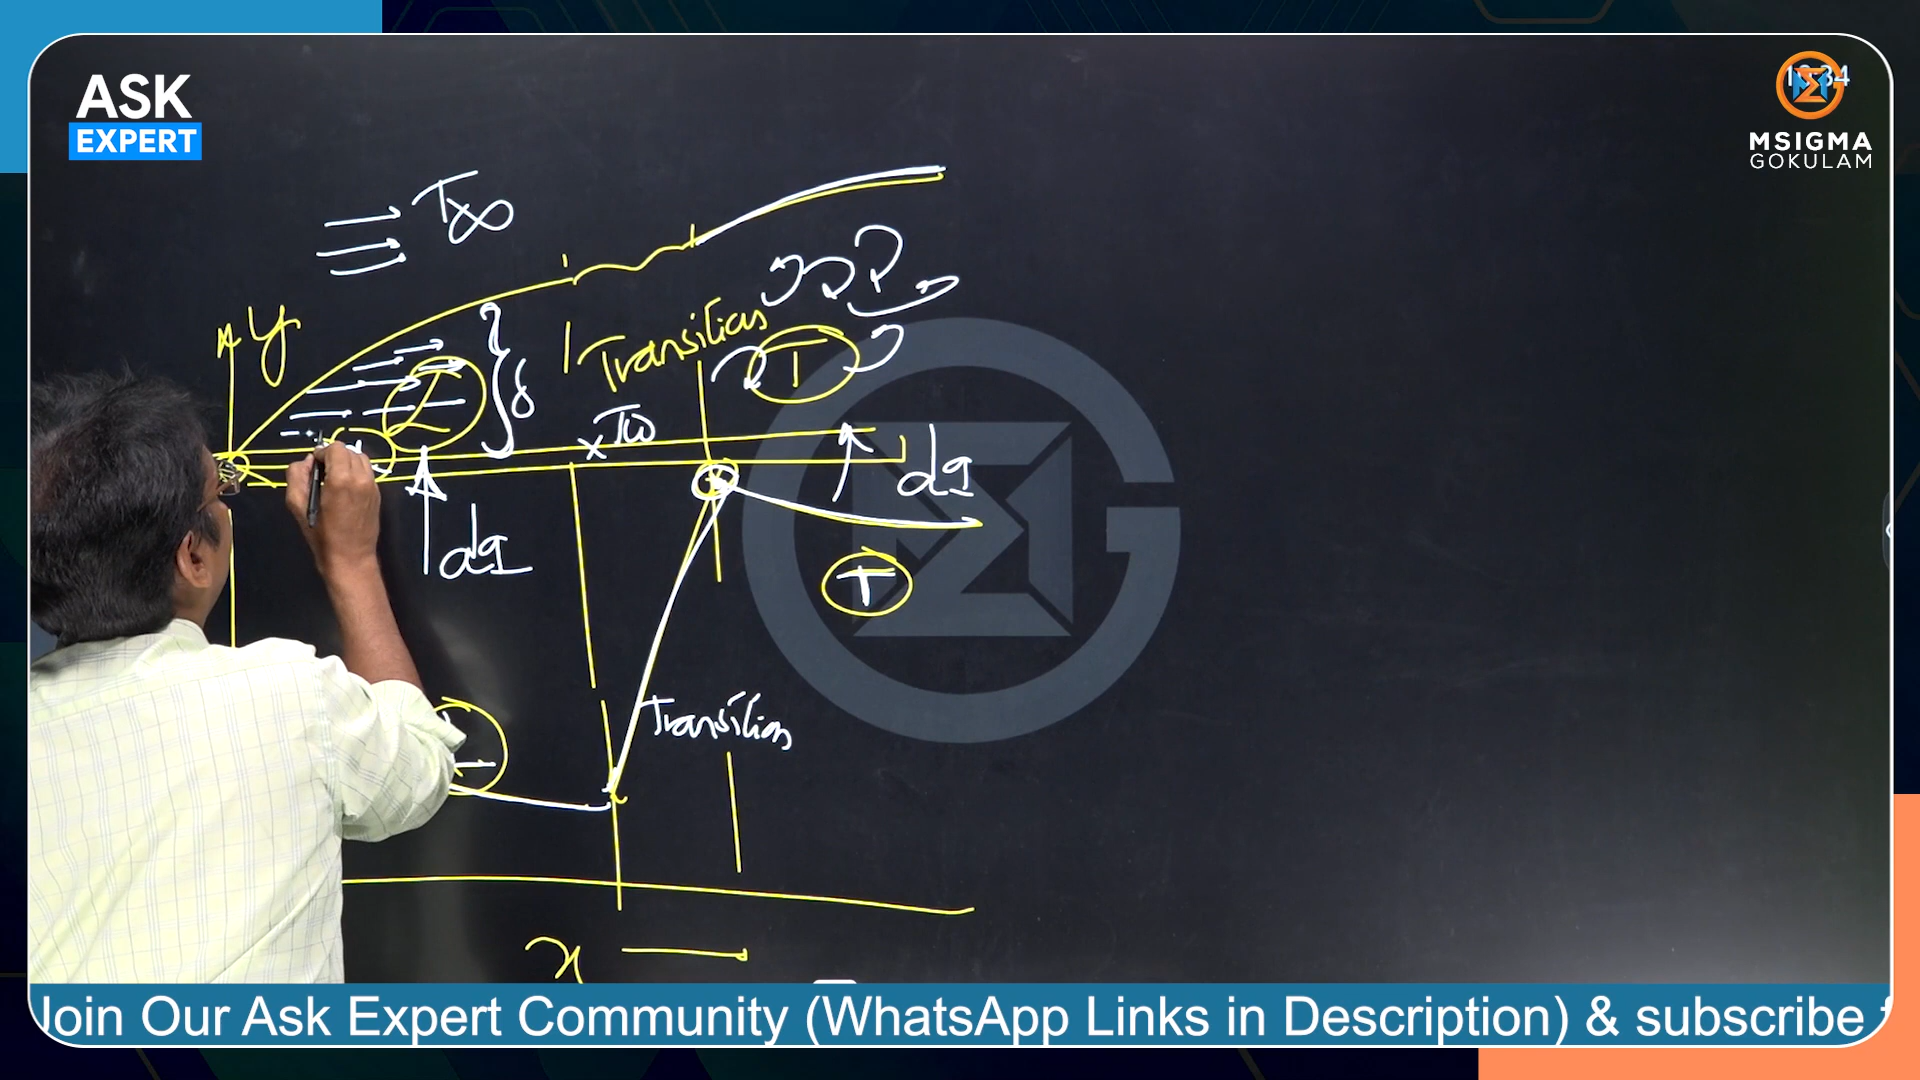 ASK
EXPERT
MSIGMA
GOKULAM
T∞
y
Transition
T
L
δ
× Tw
dq
dq
T
Transition
x
Join Our Ask Expert Community (WhatsApp Links in Description) & subscribe